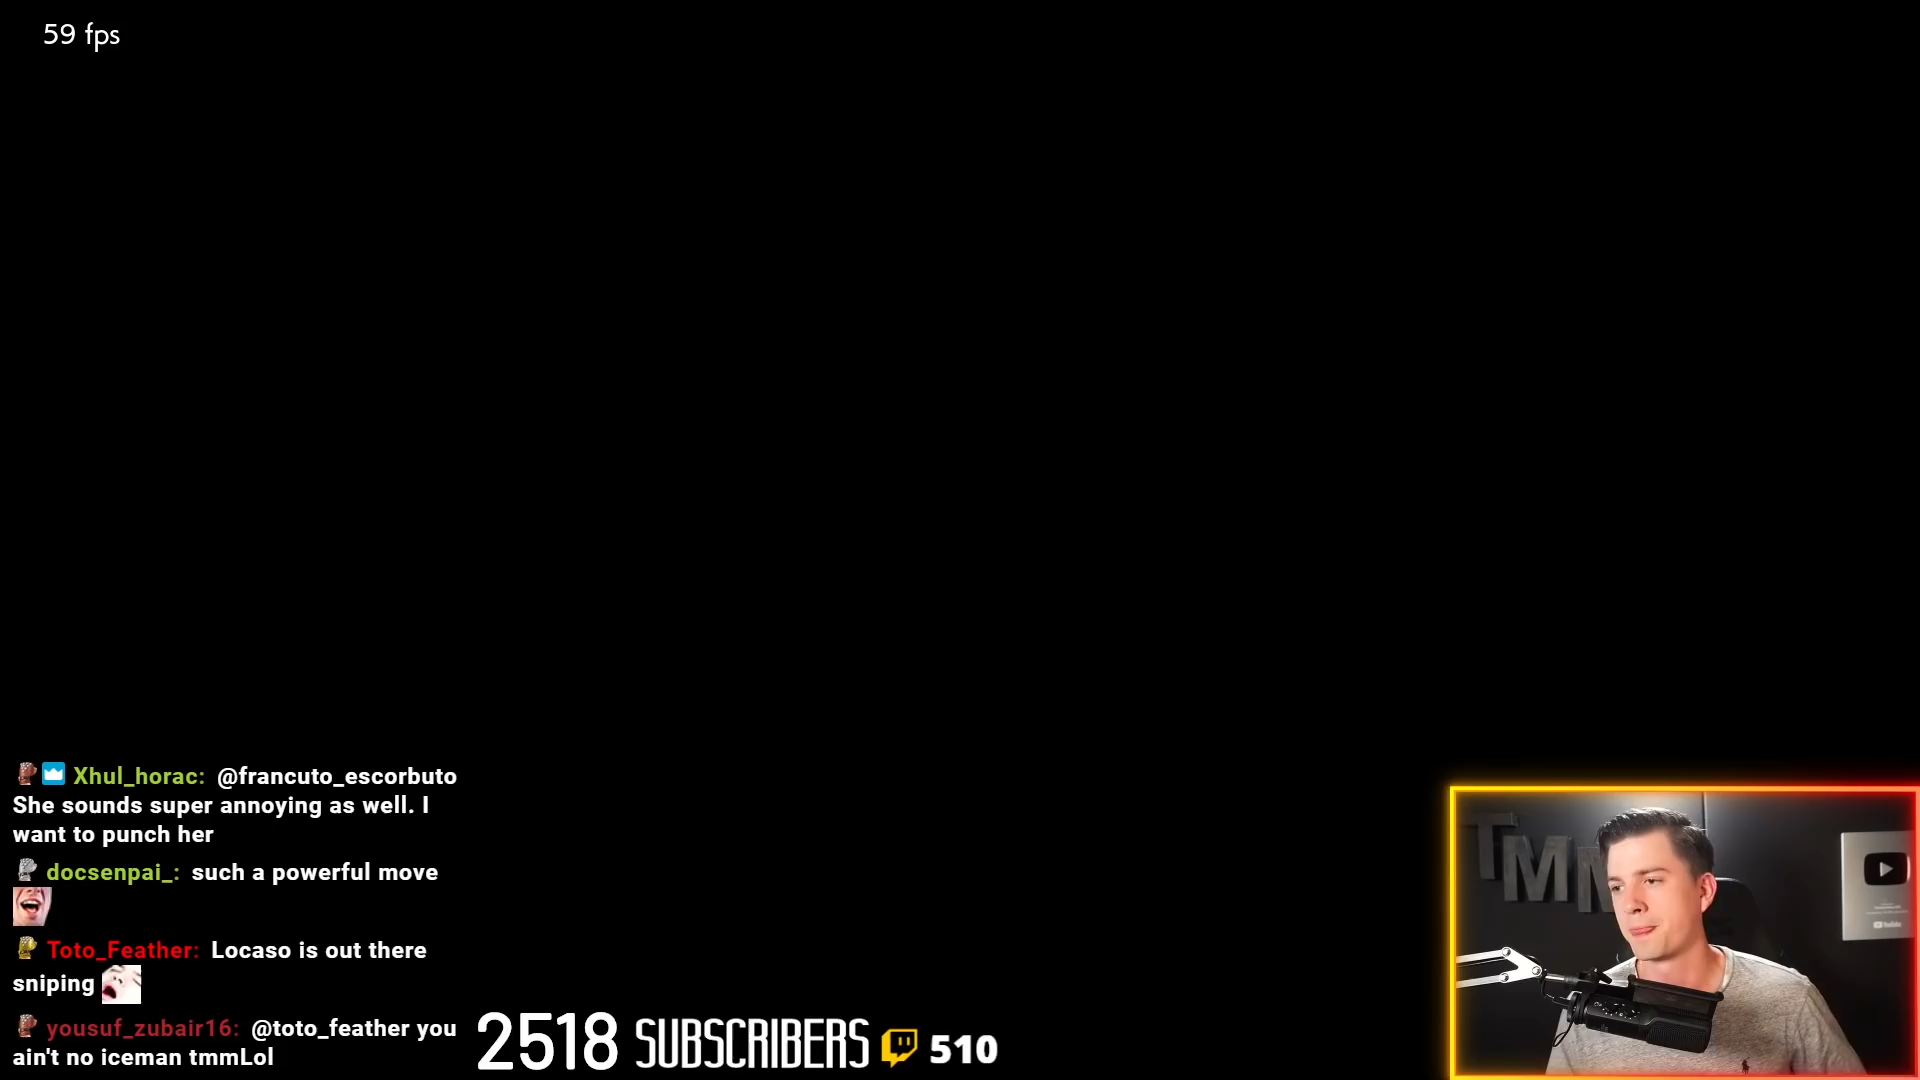 59 fps
Xhul_horac: @francuto_escorbuto
She sounds super annoying as well. I
want to punch her
docsenpai_: such a powerful move
Toto_Feather: Locaso is out there
sniping
yousuf_zubair16: @toto_feather you
ain't no iceman tmmLol
2518 SUBSCRIBERS 510
TMM